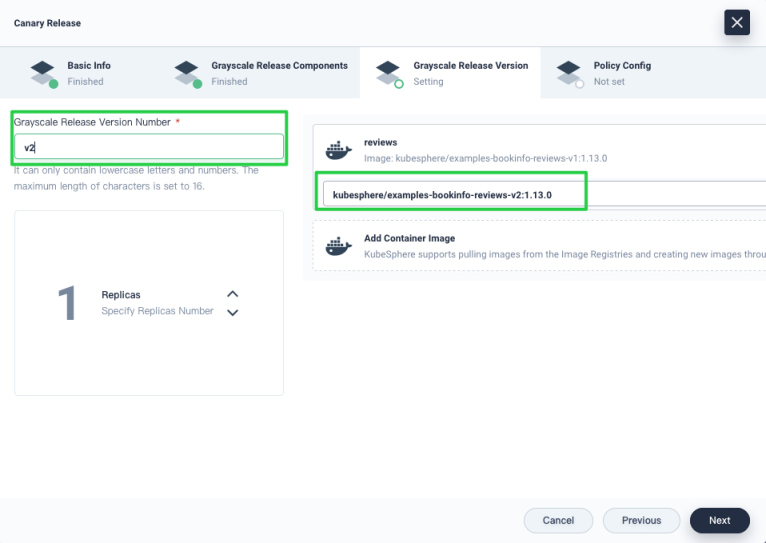 Canary Release
Basic Info
Finished
Grayscale Release Components
Finished
Grayscale Release Version
Setting
Policy Config
Not set
Grayscale Release Version Number *
v2
It can only contain lowercase letters and numbers. The
maximum length of characters is set to 16.
1
Replicas
Specify Replicas Number
reviews
Image: kubesphere/examples-bookinfo-reviews-v1:1.13.0
kubesphere/examples-bookinfo-reviews-v2:1.13.0
Add Container Image
KubeSphere supports pulling images from the Image Registries and creating new images throu
Cancel
Previous
Next